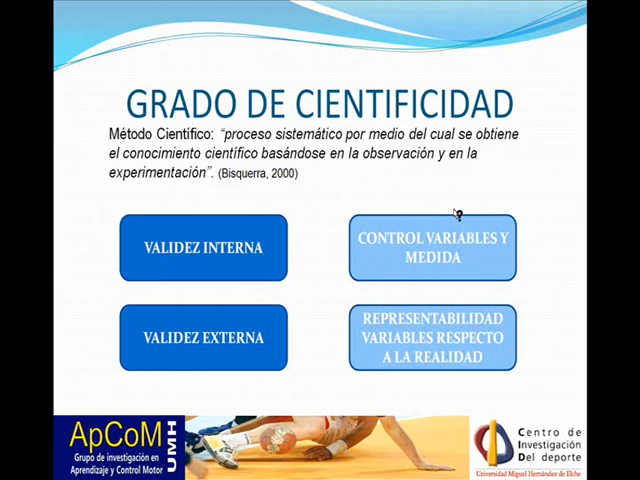 GRADO DE CIENTIFICIDAD
Método Científico: “proceso sistemático por medio del cual se obtiene
el conocimiento científico basándose en la observación y en la
experimentación”. (Bisquerra, 2000)
VALIDEZ INTERNA
CONTROL VARIABLES Y
MEDIDA
VALIDEZ EXTERNA
REPRESENTABILIDAD
VARIABLES RESPECTO
A LA REALIDAD
ApCoM
UMH
Grupo de investigación en
Aprendizaje y Control Motor
Centro de
Investigación
Del deporte
Universidad Miguel Hernández de Elche